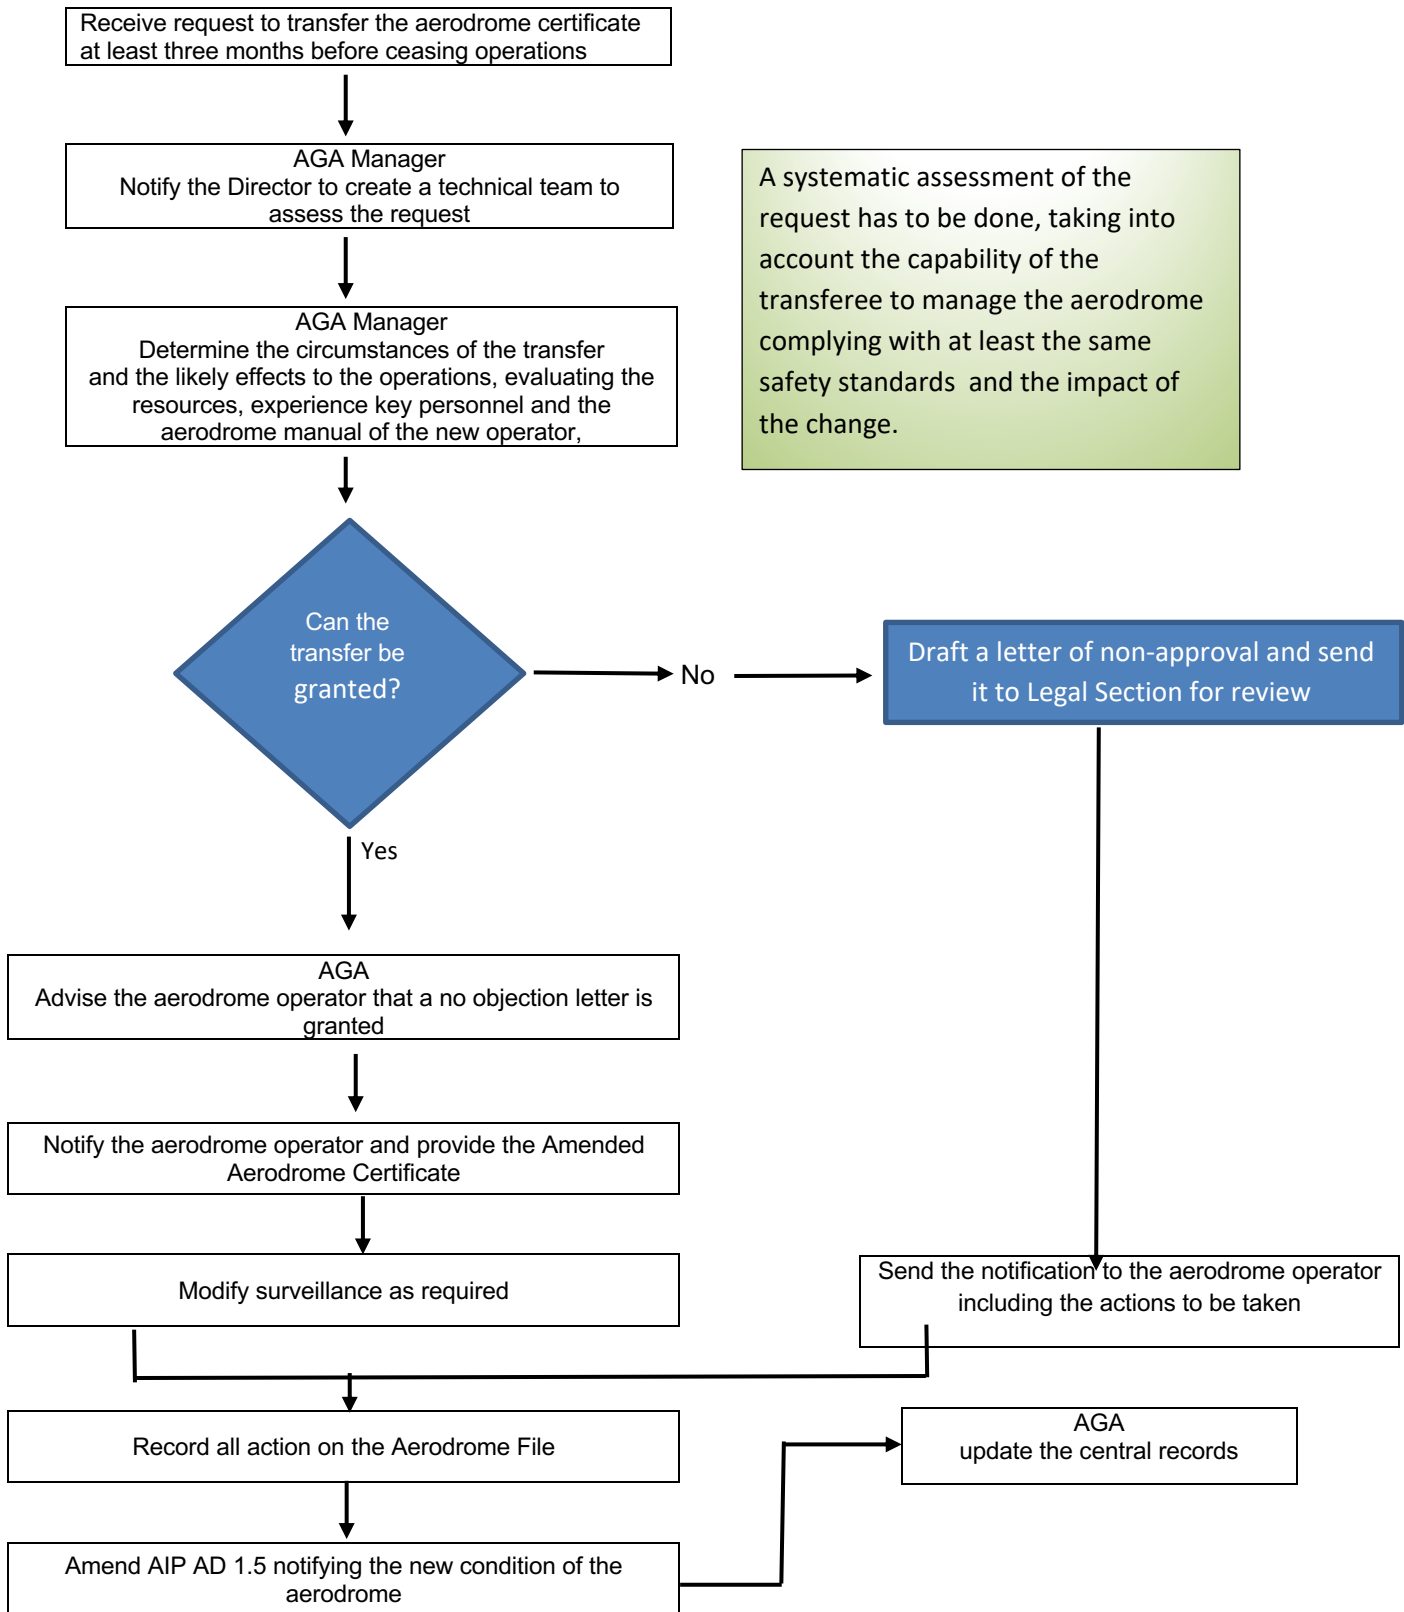 Receive request to transfer the aerodrome certificate
at least three months before ceasing operations
AGA Manager
Notify the Director to create a technical team to
assess the request
A systematic assessment of the
request has to be done, taking into
account the capability of the
transferee to manage the aerodrome
complying with at least the same
safety standards and the impact of
the change.
AGA Manager
Determine the circumstances of the transfer
and the likely effects to the operations, evaluating the
resources, experience key personnel and the
aerodrome manual of the new operator,
Can the
transfer be
granted?
No
Draft a letter of non-approval and send
it to Legal Section for review
Yes
AGA
Advise the aerodrome operator that a no objection letter is
granted
Notify the aerodrome operator and provide the Amended
Aerodrome Certificate
Modify surveillance as required
Send the notification to the aerodrome operator
including the actions to be taken
Record all action on the Aerodrome File
AGA
update the central records
Amend AIP AD 1.5 notifying the new condition of the
aerodrome